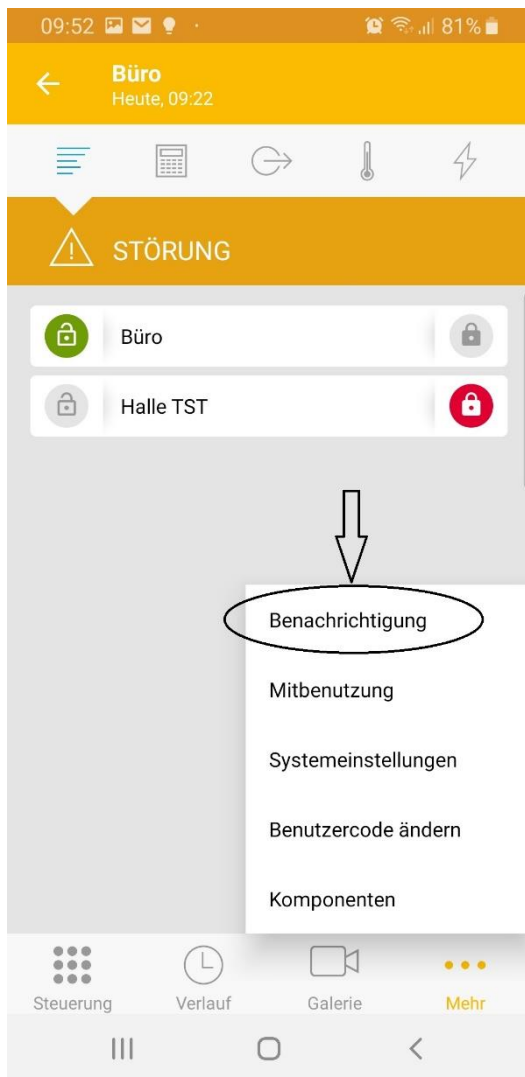 09:52 81%
Büro
Heute, 09:22
STÖRUNG
Büro
Halle TST
Benachrichtigung
Mitbenutzung
Systemeinstellungen
Benutzercode ändern
Komponenten
Steuerung Verlauf Galerie Mehr